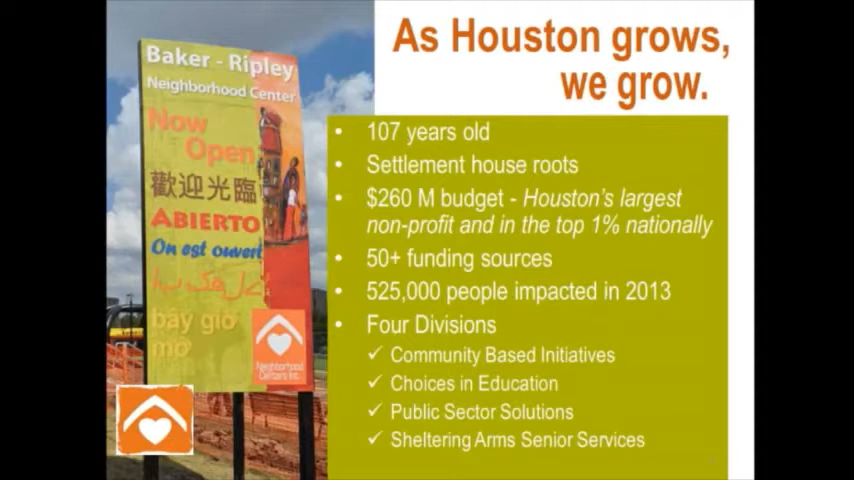 As Houston grows,
we grow.
Baker - Ripley
Neighborhood Center
Now
Open
歡迎光臨
ABIERTO
On est ouvert
bây giờ
mở
Neighborhood
Centers Inc.
• 107 years old
• Settlement house roots
• $260 M budget - Houston's largest
non-profit and in the top 1% nationally
• 50+ funding sources
• 525,000 people impacted in 2013
• Four Divisions
✓ Community Based Initiatives
✓ Choices in Education
✓ Public Sector Solutions
✓ Sheltering Arms Senior Services